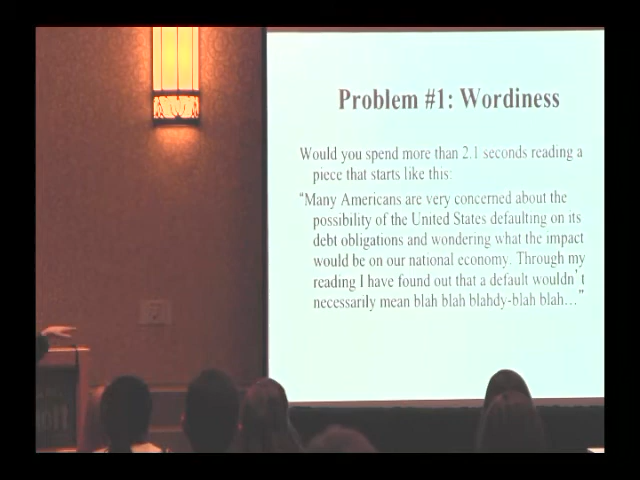 Problem #1: Wordiness
Would you spend more than 2.1 seconds reading a
piece that starts like this:
“Many Americans are very concerned about the
possibility of the United States defaulting on its
debt obligations and wondering what the impact
would be on our national economy. Through my
reading I have found out that a default wouldn’t
necessarily mean blah blah blahdy-blah blah…”